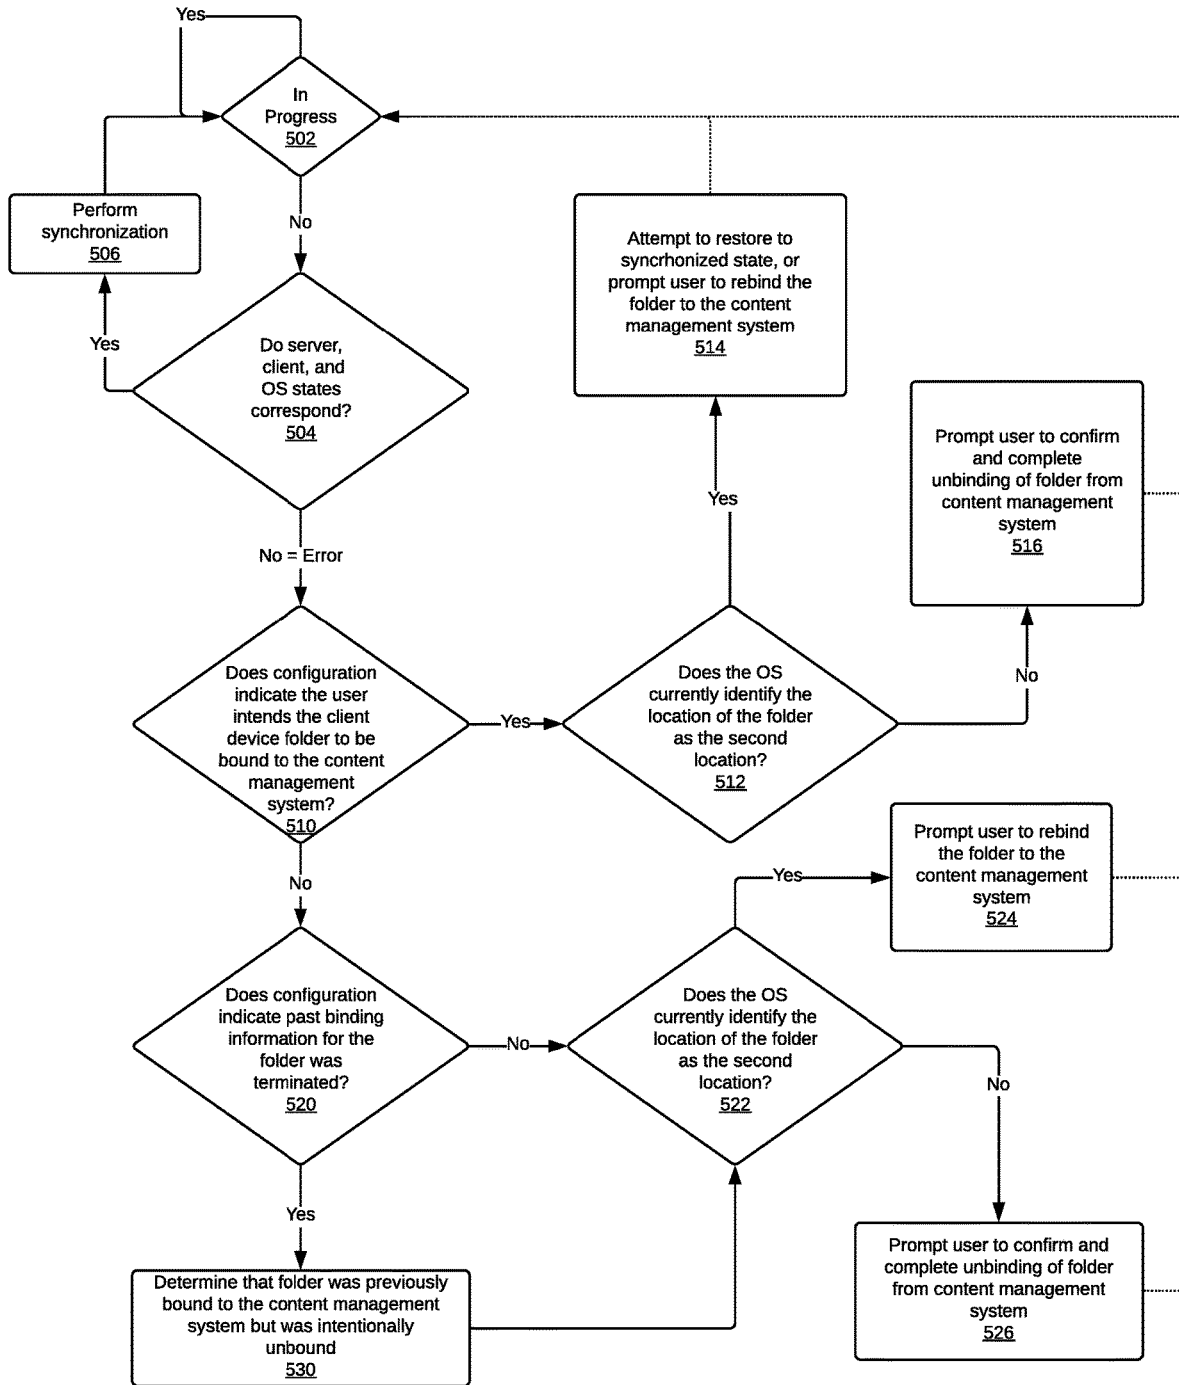 Yes
In
Progress
502
No
Perform
synchronization
506
Yes
Do server,
client, and
OS states
correspond?
504
No = Error
Attempt to restore to
syncrhonized state, or
prompt user to rebind the
folder to the content
management system
514
Yes
Prompt user to confirm
and complete
unbinding of folder from
content management
system
516
No
Does configuration
indicate the user
intends the client
device folder to be
bound to the content
management
system?
510
Yes
Does the OS
currently identify the
location of the folder
as the second
location?
512
No
Prompt user to rebind
the folder to the
content management
system
524
Yes
Does configuration
indicate past binding
information for the
folder was
terminated?
520
No
Does the OS
currently identify the
location of the folder
as the second
location?
522
No
Yes
Determine that folder was previously
bound to the content management
system but was intentionally
unbound
530
Prompt user to confirm and
complete unbinding of folder
from content management
system
526